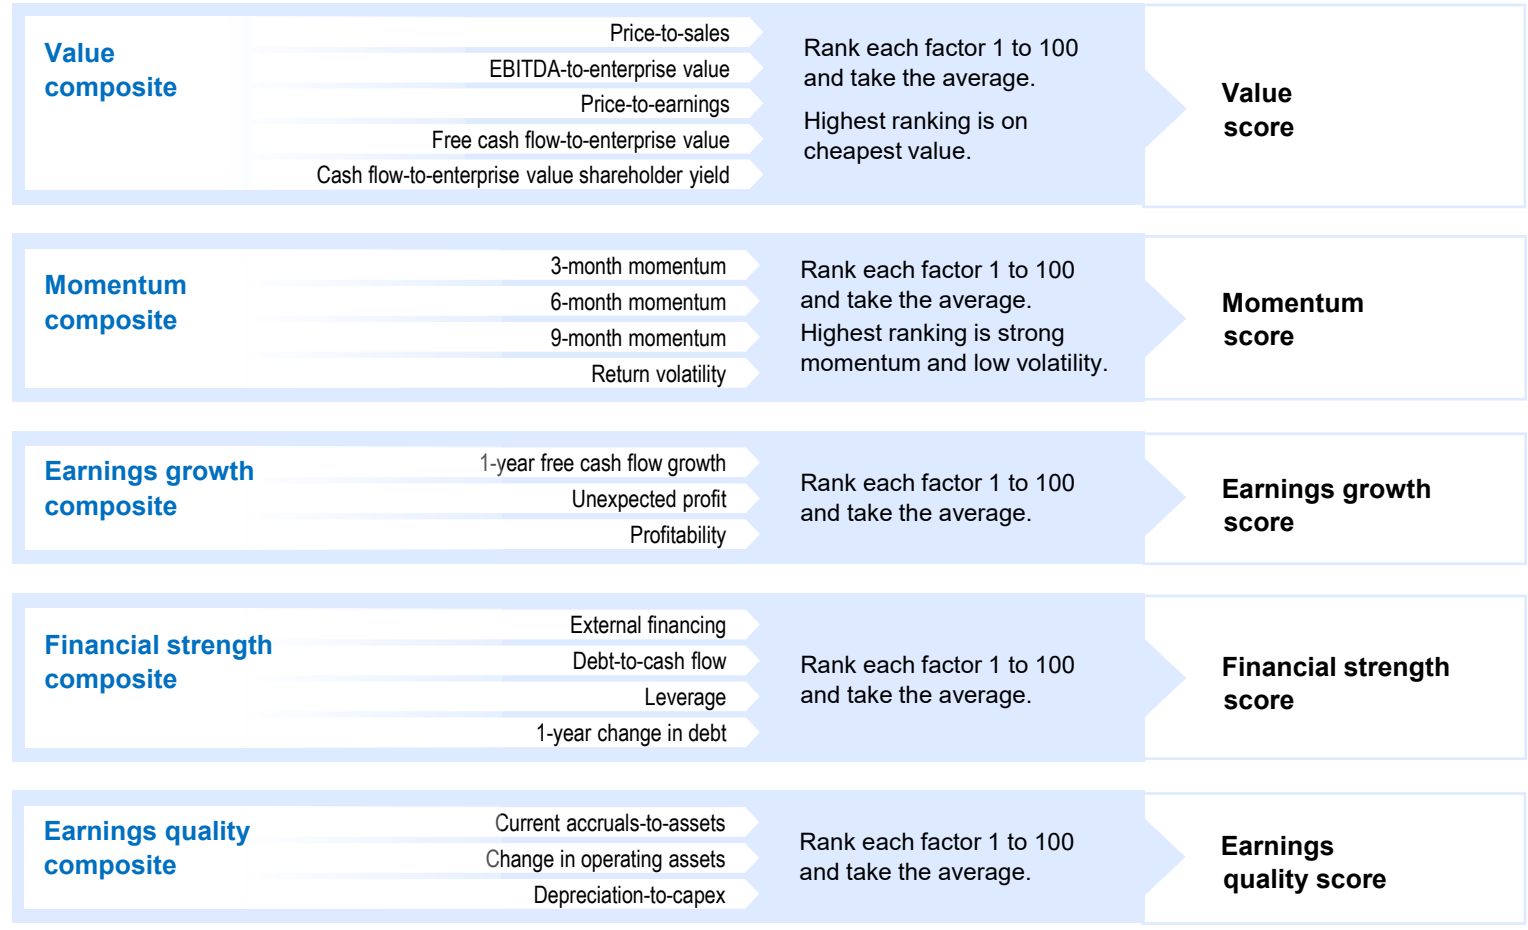 Value
composite
Price-to-sales
EBITDA-to-enterprise value
Price-to-earnings
Free cash flow-to-enterprise value
Cash flow-to-enterprise value shareholder yield
Rank each factor 1 to 100
and take the average.
Highest ranking is on
cheapest value.
Value
score
Momentum
composite
3-month momentum
6-month momentum
9-month momentum
Return volatility
Rank each factor 1 to 100
and take the average.
Highest ranking is strong
momentum and low volatility.
Momentum
score
Earnings growth
composite
1-year free cash flow growth
Unexpected profit
Profitability
Rank each factor 1 to 100
and take the average.
Earnings growth
score
Financial strength
composite
External financing
Debt-to-cash flow
Leverage
1-year change in debt
Rank each factor 1 to 100
and take the average.
Financial strength
score
Earnings quality
composite
Current accruals-to-assets
Change in operating assets
Depreciation-to-capex
Rank each factor 1 to 100
and take the average.
Earnings
quality score